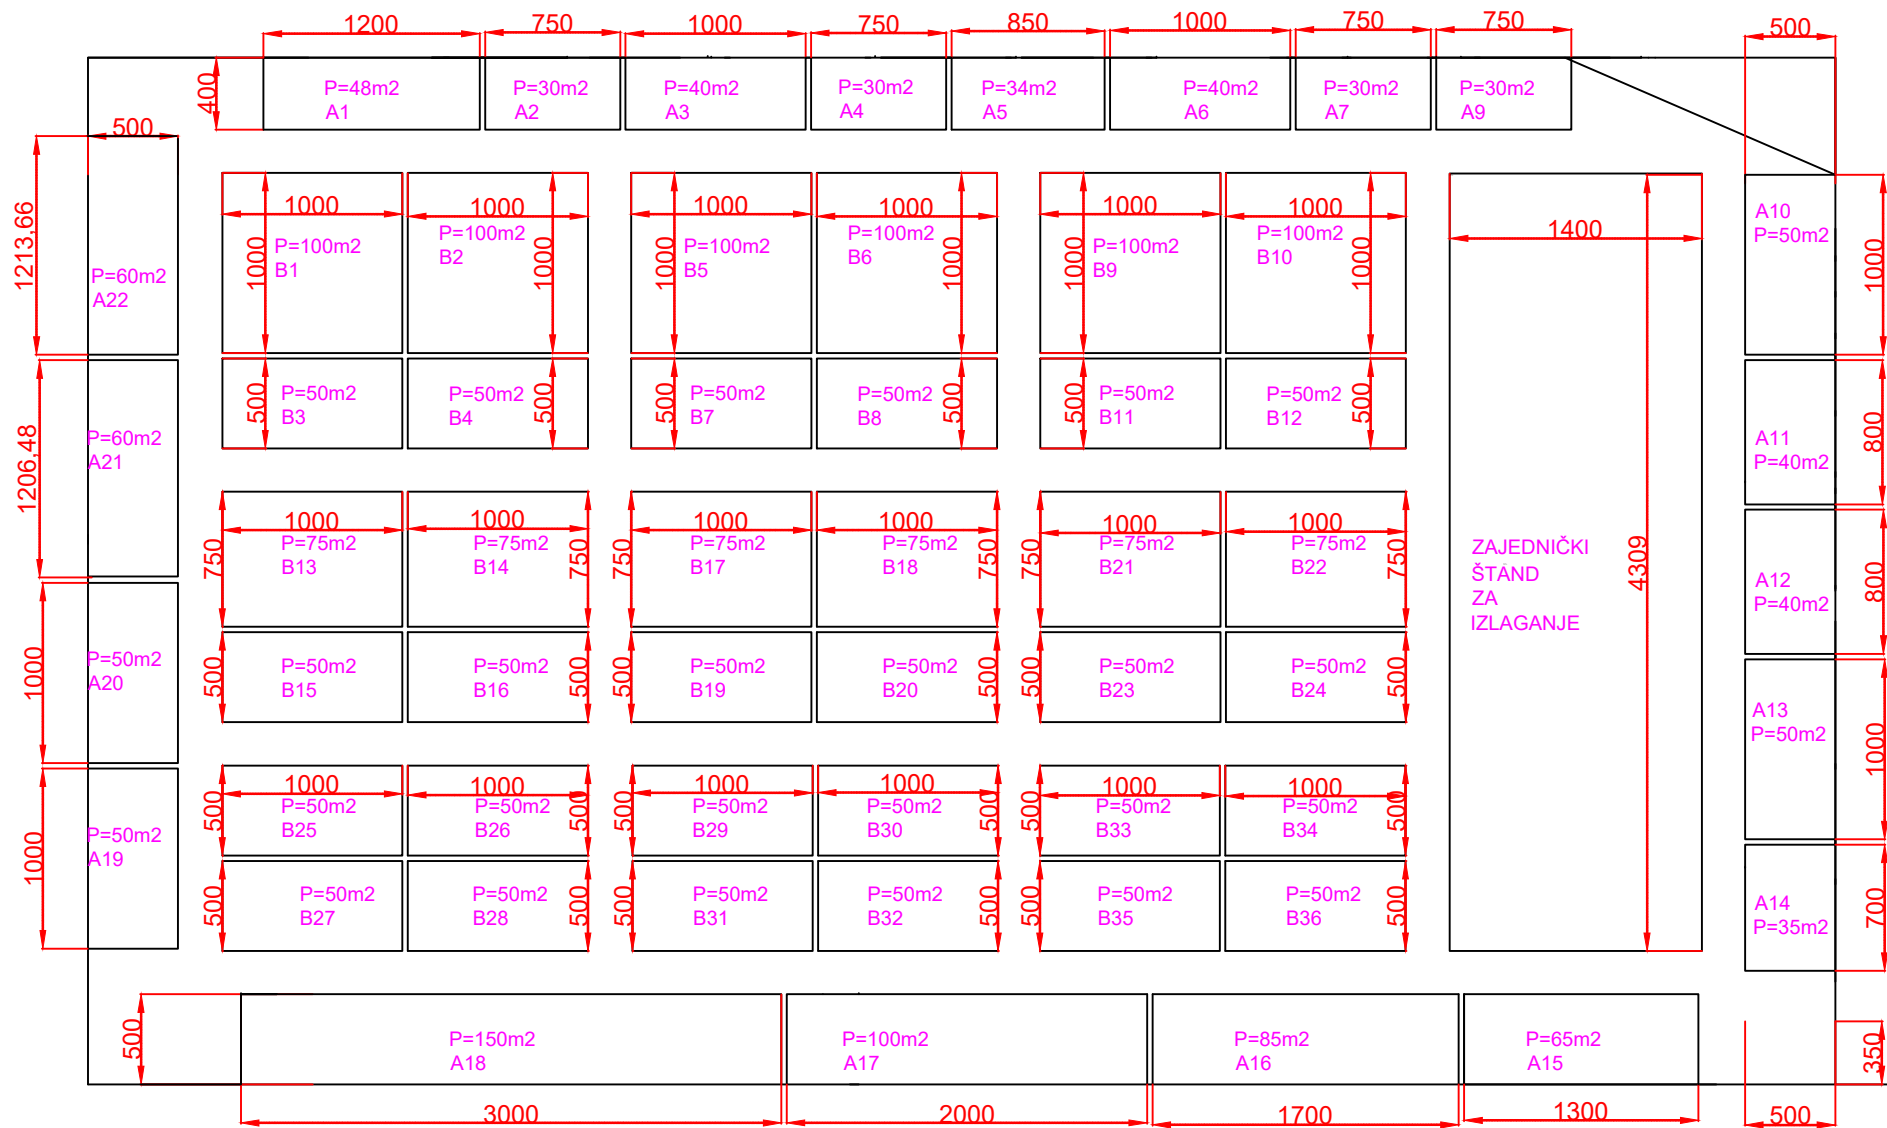 1200
750
1000
750
850
1000
750
750
500
400
P=48m2
A1
P=30m2
A2
P=40m2
A3
P=30m2
A4
P=34m2
A5
P=40m2
A6
P=30m2
A7
P=30m2
A9
500
1213,66
P=60m2
A22
1000
1000
P=100m2
B1
1000
1000
P=100m2
B2
1000
1000
P=100m2
B5
1000
1000
P=100m2
B6
1000
1000
P=100m2
B9
1000
1000
P=100m2
B10
1400
4309
A10
P=50m2
1000
1206,48
P=60m2
A21
500
P=50m2
B3
P=50m2
B4
500
500
P=50m2
B7
P=50m2
B8
500
500
P=50m2
B11
P=50m2
B12
500
A11
P=40m2
800
1000
750
P=75m2
B13
1000
P=75m2
B14
750
1000
750
P=75m2
B17
1000
P=75m2
B18
750
1000
P=75m2
B21
1000
P=75m2
B22
750
ZAJEDNIČKI
ŠTAND
ZA
IZLAGANJE
A12
P=40m2
800
1000
P=50m2
A20
500
P=50m2
B15
P=50m2
B16
500
500
P=50m2
B19
P=50m2
B20
500
P=50m2
B23
P=50m2
B24
500
A13
P=50m2
1000
1000
P=50m2
A19
1000
500
P=50m2
B25
1000
P=50m2
B26
500
1000
500
P=50m2
B29
1000
P=50m2
B30
500
1000
P=50m2
B33
1000
P=50m2
B34
500
500
P=50m2
B27
P=50m2
B28
500
500
P=50m2
B31
P=50m2
B32
500
P=50m2
B35
P=50m2
B36
500
A14
P=35m2
700
500
P=150m2
A18
P=100m2
A17
P=85m2
A16
P=65m2
A15
350
3000
2000
1700
1300
500